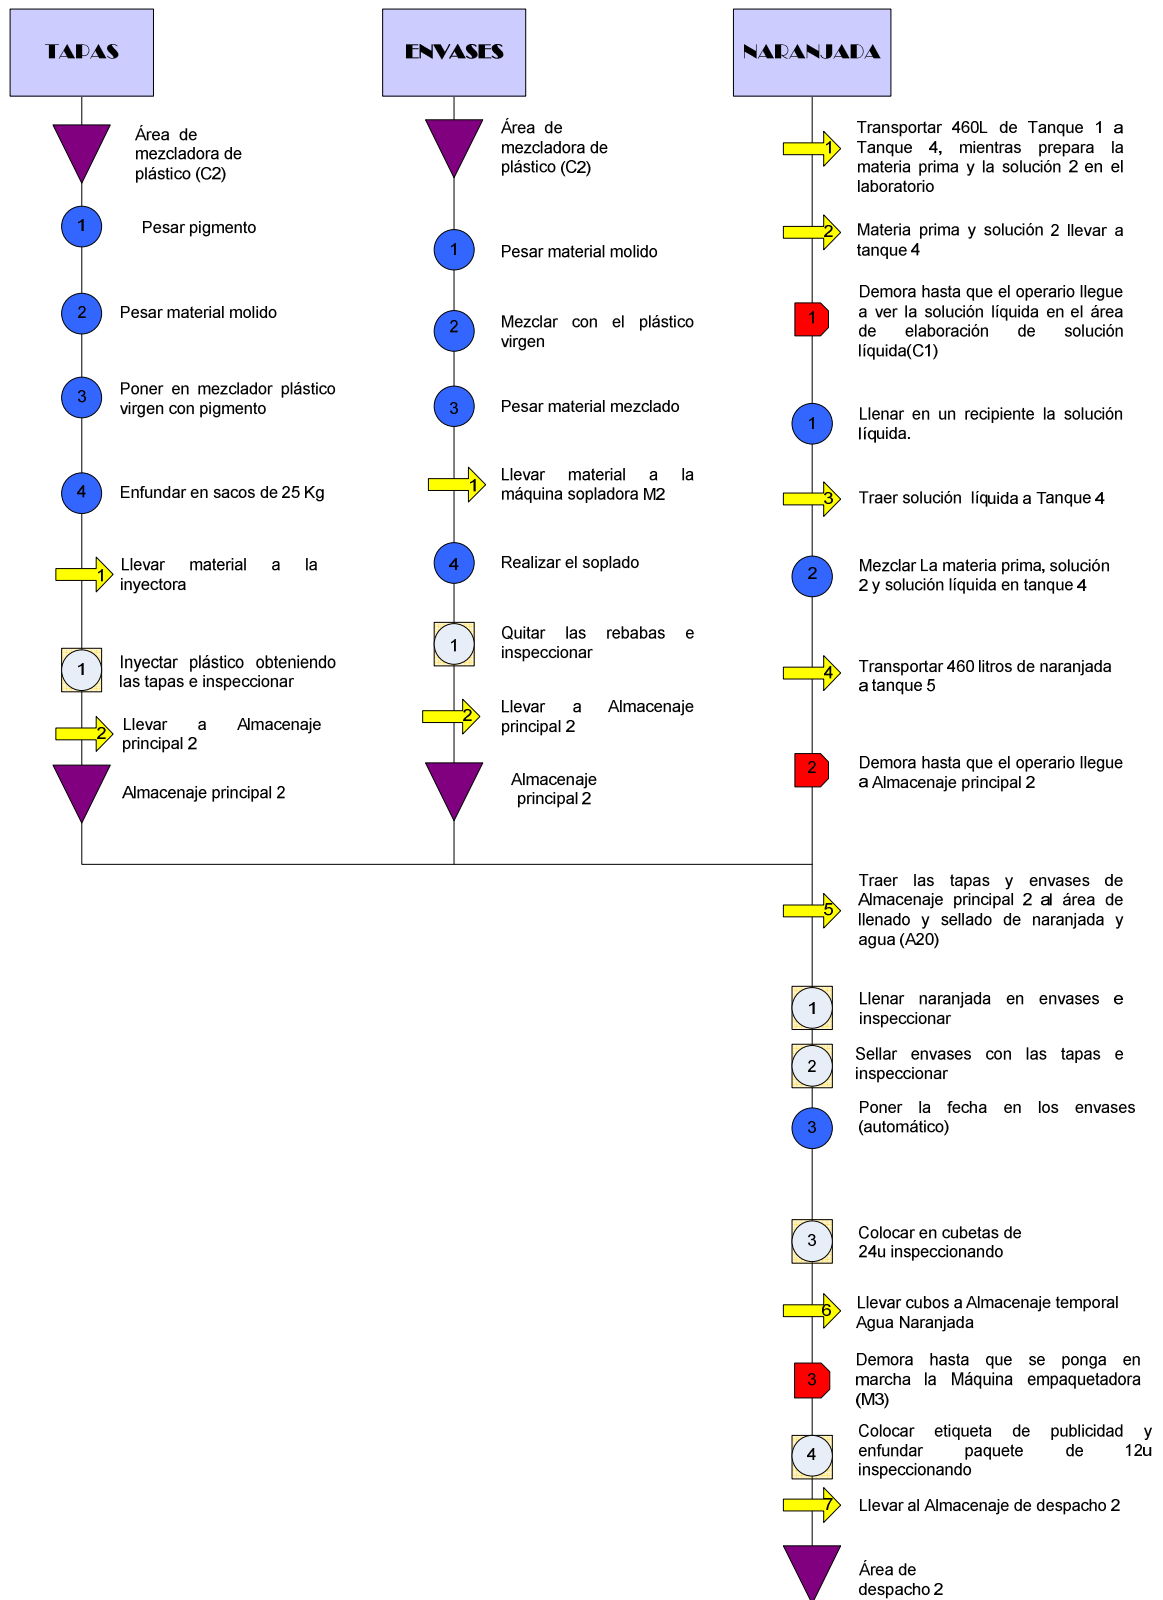 TAPAS
Área de
mezcladora de
plástico (C2)
1
Pesar pigmento
2
Pesar material molido
3
Poner en mezclador plástico
virgen con pigmento
4
Enfundar en sacos de 25 Kg
1
Llevar material a la
inyectora
1
Inyectar plástico obteniendo
las tapas e inspeccionar
2
Llevar a Almacenaje
principal 2
Almacenaje principal 2
ENVASES
Área de
mezcladora de
plástico (C2)
1
Pesar material molido
2
Mezclar con el plástico
virgen
3
Pesar material mezclado
1
Llevar material a la
máquina sopladora M2
4
Realizar el soplado
1
Quitar las rebabas e
inspeccionar
2
Llevar a Almacenaje
principal 2
Almacenaje
principal 2
NARANJADA
1
Transportar 460L de Tanque 1 a
Tanque 4, mientras prepara la
materia prima y la solución 2 en el
laboratorio
2
Materia prima y solución 2 llevar a
tanque 4
1
Demora hasta que el operario llegue
a ver la solución líquida en el área
de elaboración de solución
líquida(C1)
1
Llenar en un recipiente la solución
líquida.
3
Traer solución líquida a Tanque 4
2
Mezclar La materia prima, solución
2 y solución líquida en tanque 4
4
Transportar 460 litros de naranjada
a tanque 5
2
Demora hasta que el operario llegue
a Almacenaje principal 2
5
Traer las tapas y envases de
Almacenaje principal 2 al área de
llenado y sellado de naranjada y
agua (A20)
1
Llenar naranjada en envases e
inspeccionar
2
Sellar envases con las tapas e
inspeccionar
3
Poner la fecha en los envases
(automático)
3
Colocar en cubetas de
24u inspeccionando
6
Llevar cubos a Almacenaje temporal
Agua Naranjada
3
Demora hasta que se ponga en
marcha la Máquina empaquetadora
(M3)
4
Colocar etiqueta de publicidad y
enfundar paquete de 12u
inspeccionando
7
Llevar al Almacenaje de despacho 2
Área de
despacho 2